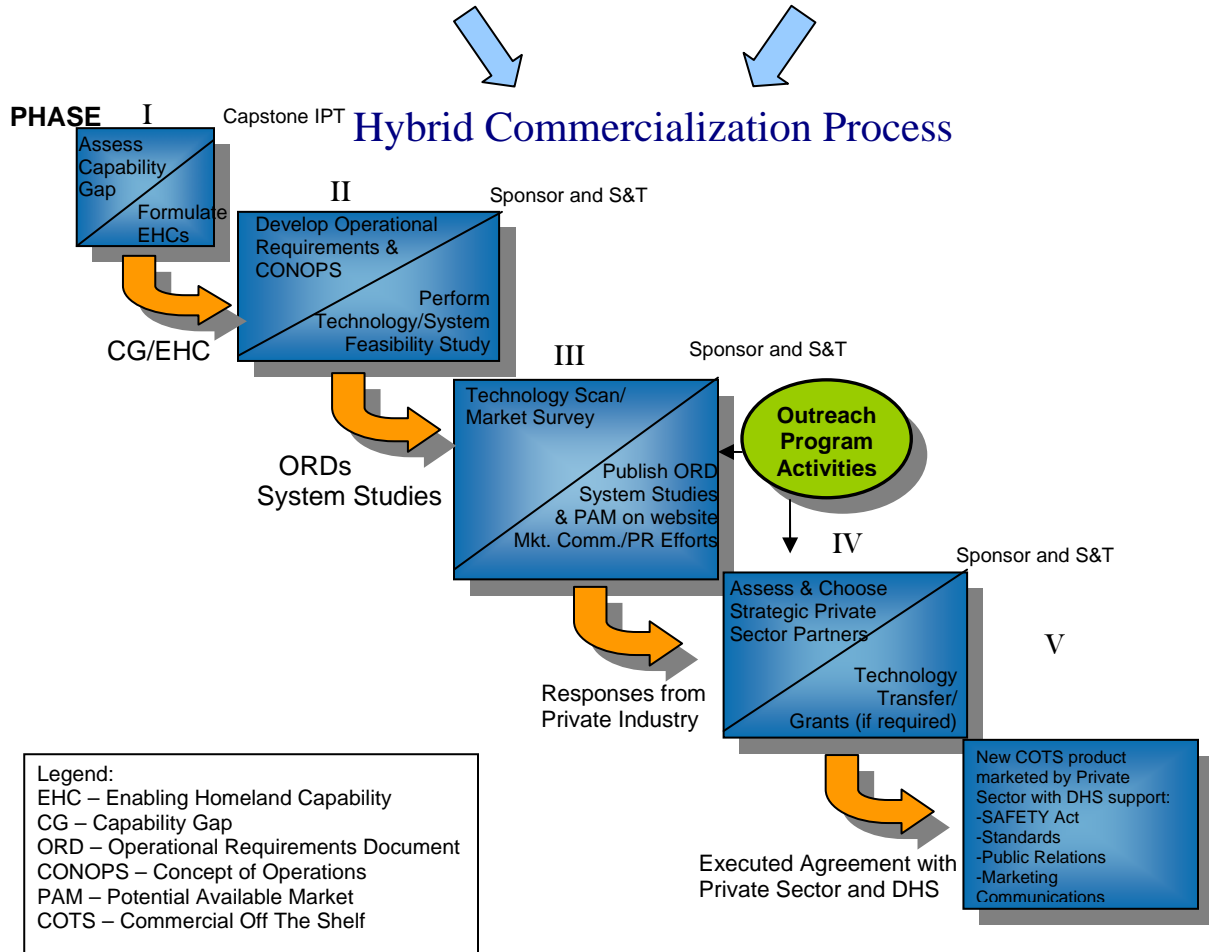 Hybrid Commercialization Process
PHASE
I
Capstone IPT
Assess
Capability
Gap
Formulate
EHCs
CG/EHC
II
Sponsor and S&T
Develop Operational
Requirements &
CONOPS
Perform
Technology/System
Feasibility Study
ORDs
System Studies
III
Sponsor and S&T
Technology Scan/
Market Survey
Publish ORD
System Studies
& PAM on website
Mkt. Comm./PR Efforts
Outreach
Program
Activities
Responses from
Private Industry
IV
Sponsor and S&T
Assess & Choose
Strategic Private
Sector Partners
Technology
Transfer/
Grants (if required)
Executed Agreement with
Private Sector and DHS
V
New COTS product
marketed by Private
Sector with DHS support:
-SAFETY Act
-Standards
-Public Relations
-Marketing
Communications
Legend:
EHC – Enabling Homeland Capability
CG – Capability Gap
ORD – Operational Requirements Document
CONOPS – Concept of Operations
PAM – Potential Available Market
COTS – Commercial Off The Shelf